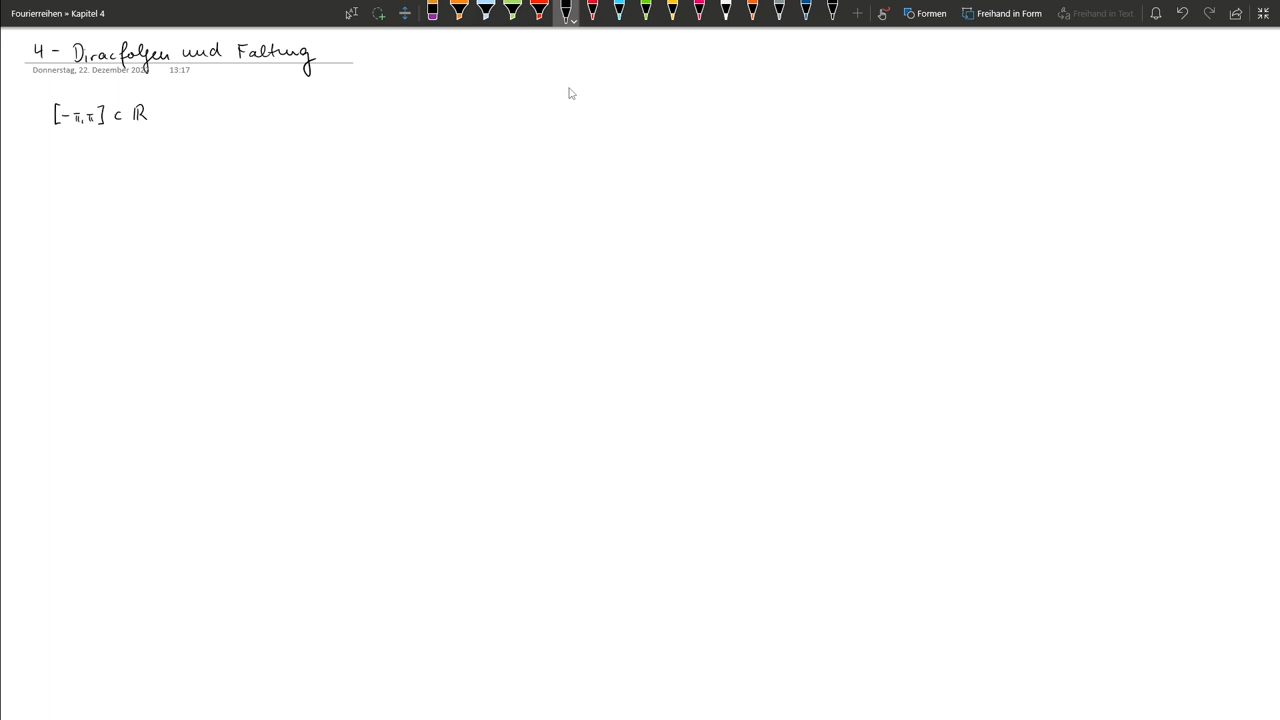 Fourierreihen » Kapitel 4
Formen
Freihand in Form
Freihand in Text
4 - Diracfolgen und Faltung
Donnerstag, 22. Dezember 13:17
[-π, π] ⊂ ℝ